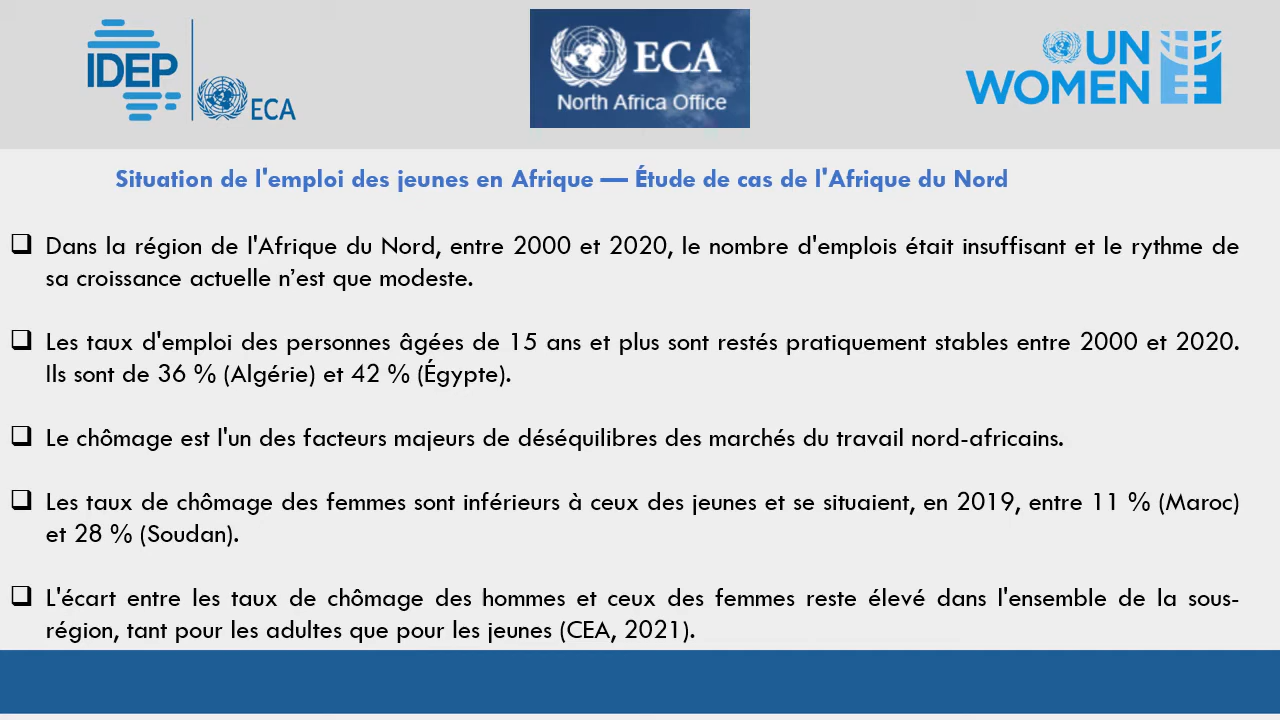 IDEP
ECA
ECA
North Africa Office
UN
WOMEN
Situation de l'emploi des jeunes en Afrique — Étude de cas de l'Afrique du Nord
Dans la région de l'Afrique du Nord, entre 2000 et 2020, le nombre d'emplois était insuffisant et le rythme de
sa croissance actuelle n’est que modeste.
Les taux d'emploi des personnes âgées de 15 ans et plus sont restés pratiquement stables entre 2000 et 2020.
Ils sont de 36 % (Algérie) et 42 % (Égypte).
Le chômage est l'un des facteurs majeurs de déséquilibres des marchés du travail nord-africains.
Les taux de chômage des femmes sont inférieurs à ceux des jeunes et se situaient, en 2019, entre 11 % (Maroc)
et 28 % (Soudan).
L'écart entre les taux de chômage des hommes et ceux des femmes reste élevé dans l'ensemble de la sous-
région, tant pour les adultes que pour les jeunes (CEA, 2021).